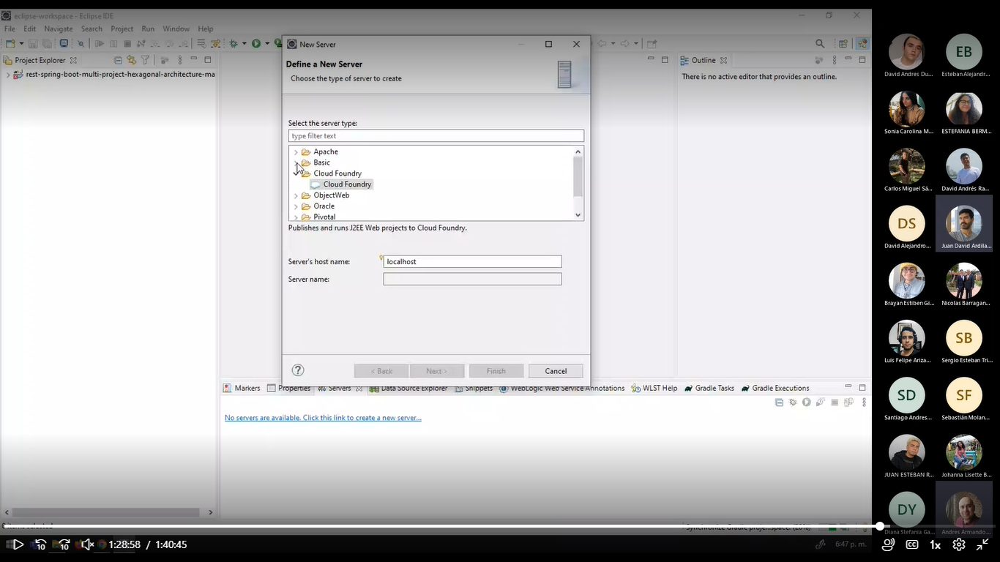 eclipse-workspace - Eclipse IDE
File Edit Navigate Search Project Run Window Help
Project Explorer
rest-spring-boot-multi-project-hexagonal-architecture-ma
New Server
Define a New Server
Choose the type of server to create
Select the server type:
type filter text
Apache
Basic
Cloud Foundry
Cloud Foundry
ObjectWeb
Oracle
Pivotal
Publishes and runs J2EE Web projects to Cloud Foundry.
Server's host name: localhost
Server name:
? < Back Next > Finish Cancel
Outline
There is no active editor that provides an outline.
Markers Properties Servers Data Source Explorer Snippets WebLogic Web Service Annotations WLST Help Gradle Tasks Gradle Executions
No servers are available. Click this link to create a new server...
Synchronize Gradle proje...space:
10 10 1:28:58 / 1:40:45
6:47 p. m.
CC 1x
David Andres Du...
EB
Esteban Alejandr...
Sonia Carolina M...
ESTEFANIA BERM...
Carlos Miguel Sá...
David Andrés Ra...
DS
David Alejandro...
Juan David Ardila...
Brayan Estiben Gi...
Nicolas Barragan...
Luis Felipe Ariza...
SB
Sergio Esteban Tri...
SD
Santiago Andres...
SF
Sebastián Molan...
JUAN ESTEBAN R...
Johanna Lisette B...
DY
Diana Stefania Ga...
Andres Armando...